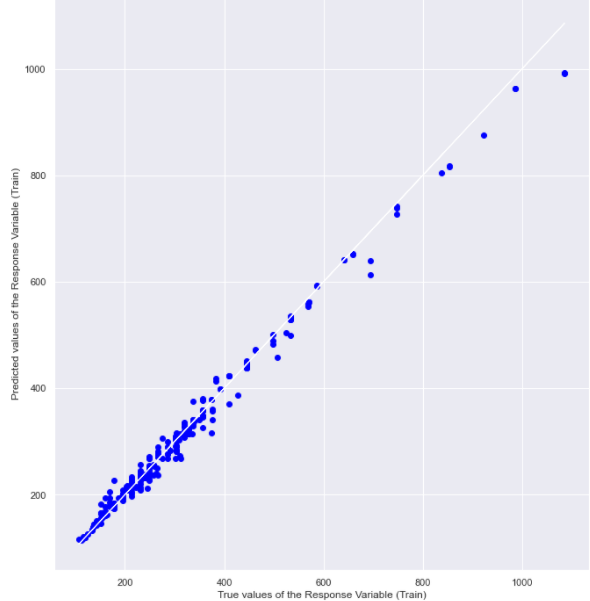 1000
800
600
400
200
Predicted values of the Response Variable (Train)
200 400 600 800 1000
True values of the Response Variable (Train)